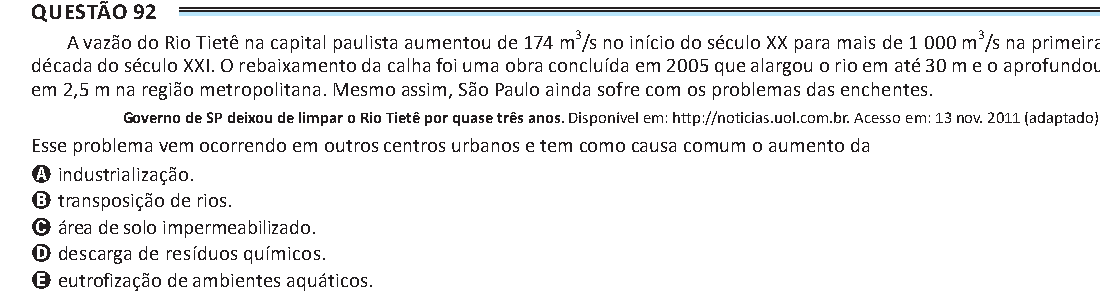 QUESTÃO 92
A vazão do Rio Tietê na capital paulista aumentou de 174 m³/s no início do século XX para mais de 1 000 m³/s na primeira
década do século XXI. O rebaixamento da calha foi uma obra concluída em 2005 que alargou o rio em até 30 m e o aprofundou
em 2,5 m na região metropolitana. Mesmo assim, São Paulo ainda sofre com os problemas das enchentes.
Governo de SP deixou de limpar o Rio Tietê por quase três anos. Disponível em: http://noticias.uol.com.br. Acesso em: 13 nov. 2011 (adaptado)
Esse problema vem ocorrendo em outros centros urbanos e tem como causa comum o aumento da
A industrialização.
B transposição de rios.
C área de solo impermeabilizado.
D descarga de resíduos químicos.
E eutrofização de ambientes aquáticos.